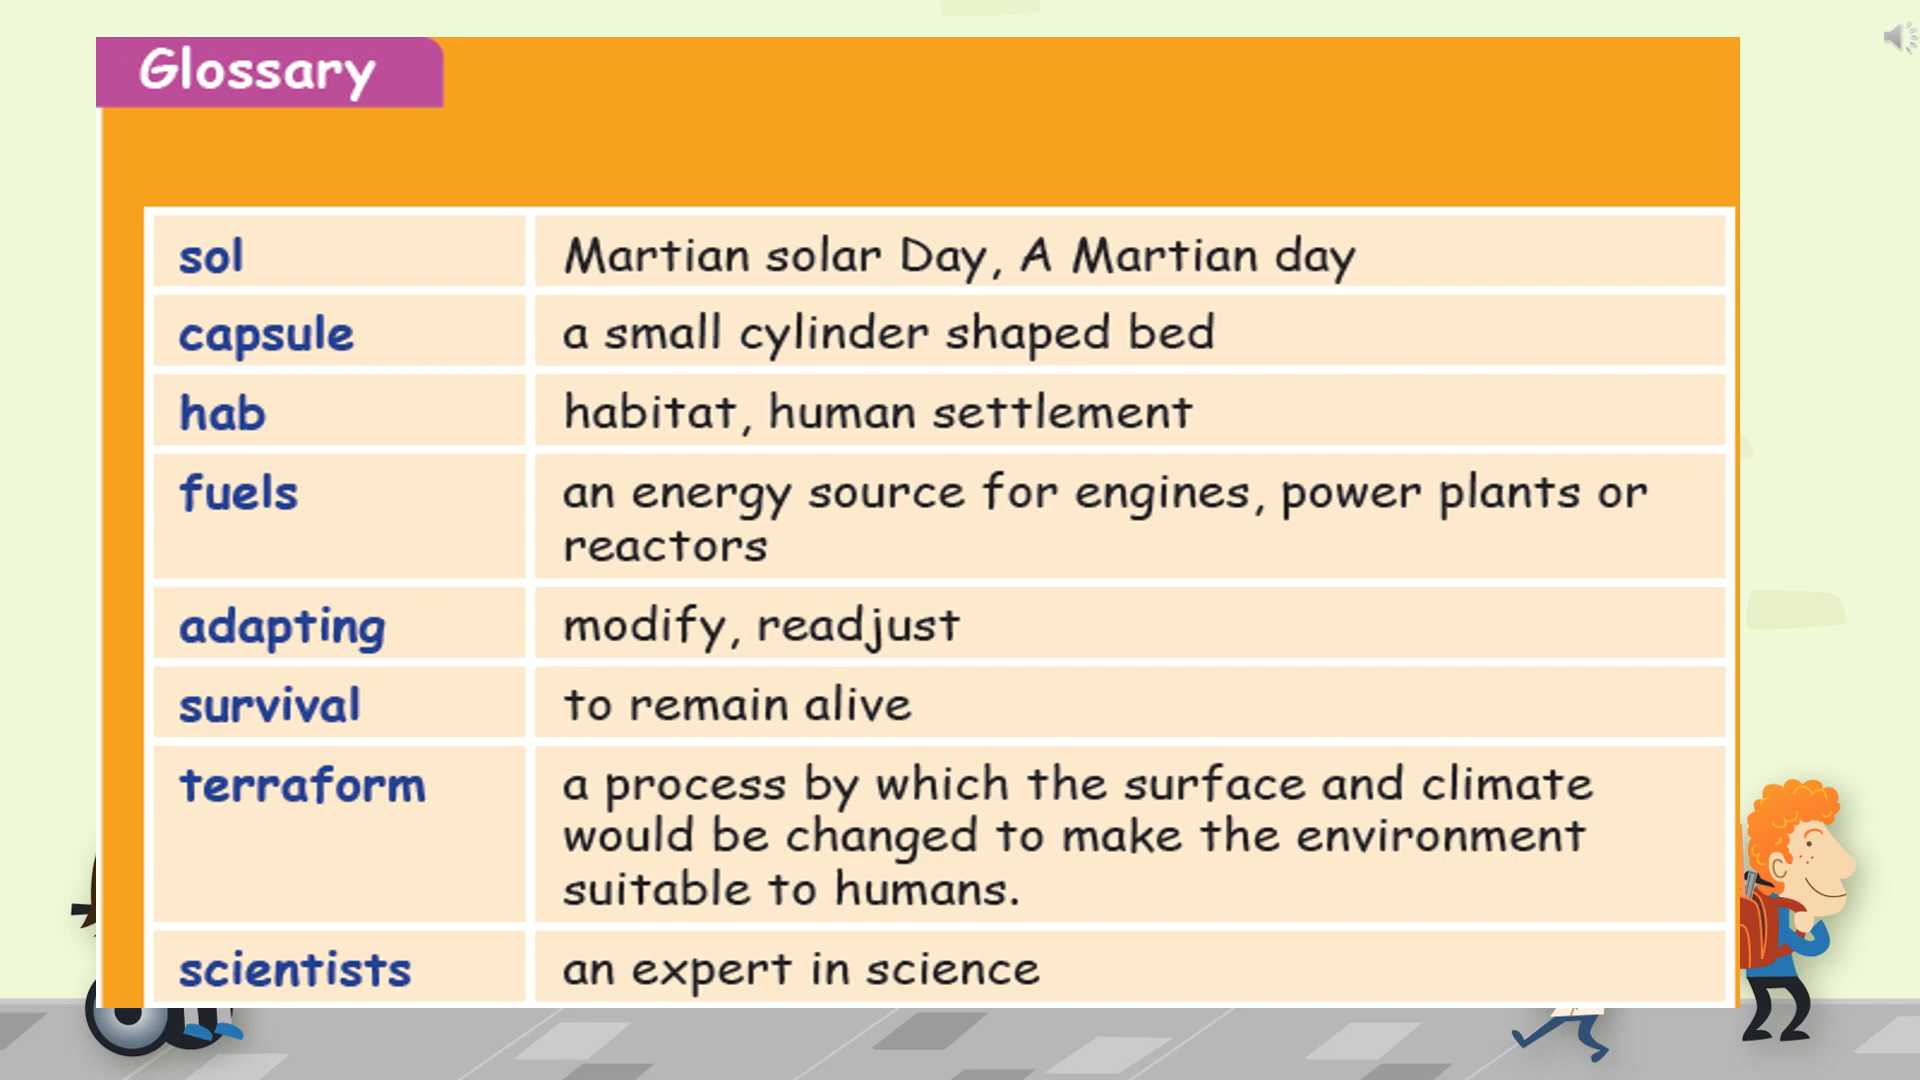 Glossary
sol Martian solar Day, A Martian day
capsule a small cylinder shaped bed
hab habitat, human settlement
fuels an energy source for engines, power plants or
reactors
adapting modify, readjust
survival to remain alive
terraform a process by which the surface and climate
would be changed to make the environment
suitable to humans.
scientists an expert in science